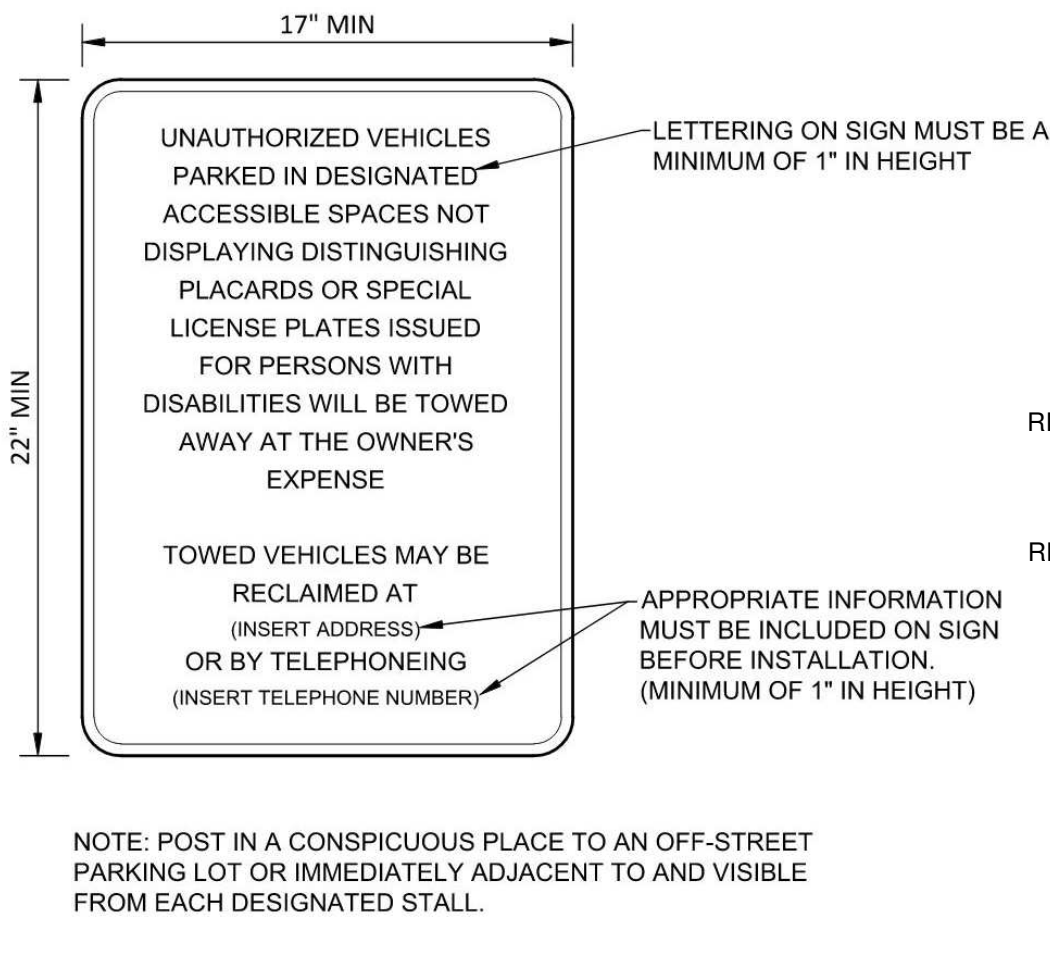 17" MIN
UNAUTHORIZED VEHICLES
PARKED IN DESIGNATED
ACCESSIBLE SPACES NOT
DISPLAYING DISTINGUISHING
PLACARDS OR SPECIAL
LICENSE PLATES ISSUED
FOR PERSONS WITH
DISABILITIES WILL BE TOWED
AWAY AT THE OWNER'S
EXPENSE
TOWED VEHICLES MAY BE
RECLAIMED AT
(INSERT ADDRESS)
OR BY TELEPHONEING
(INSERT TELEPHONE NUMBER)
22" MIN
LETTERING ON SIGN MUST BE A
MINIMUM OF 1" IN HEIGHT
APPROPRIATE INFORMATION
MUST BE INCLUDED ON SIGN
BEFORE INSTALLATION.
(MINIMUM OF 1" IN HEIGHT)
NOTE: POST IN A CONSPICUOUS PLACE TO AN OFF-STREET
PARKING LOT OR IMMEDIATELY ADJACENT TO AND VISIBLE
FROM EACH DESIGNATED STALL.